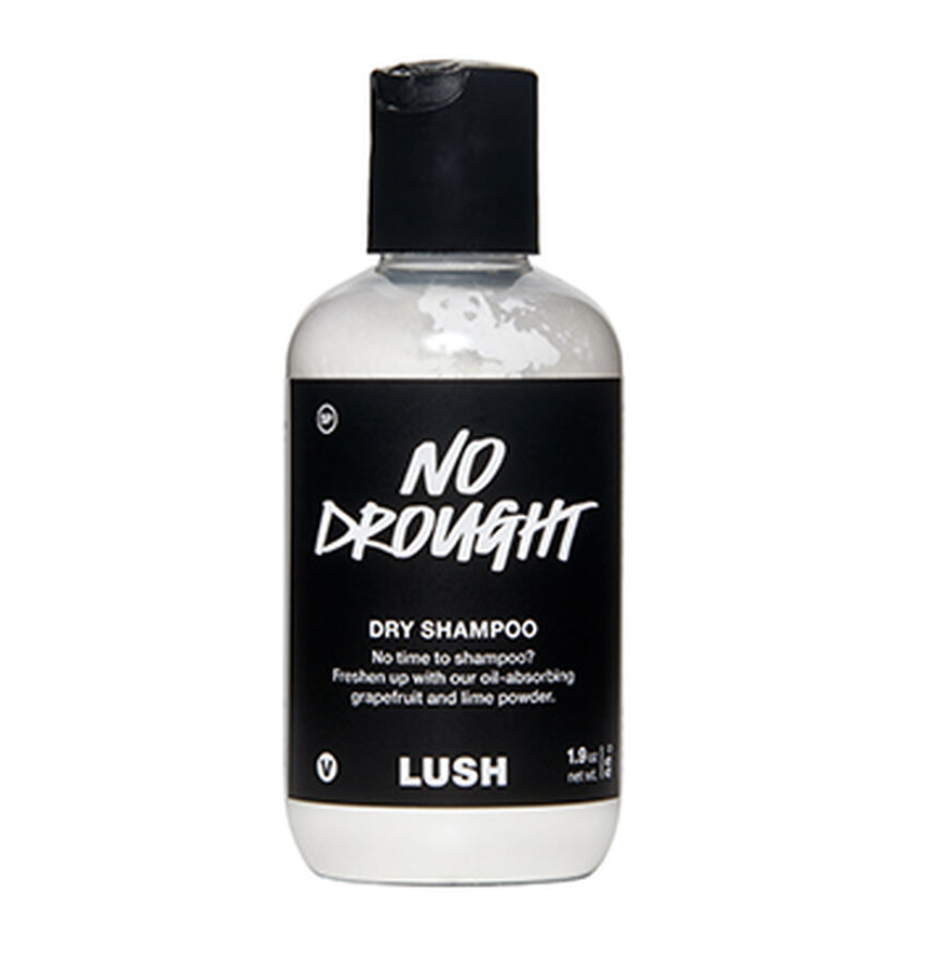 SP
NO
DROUGHT
DRY SHAMPOO
No time to shampoo?
Freshen up with our oil-absorbing
grapefruit and lime powder.
V
LUSH
1.9 oz
net wt.